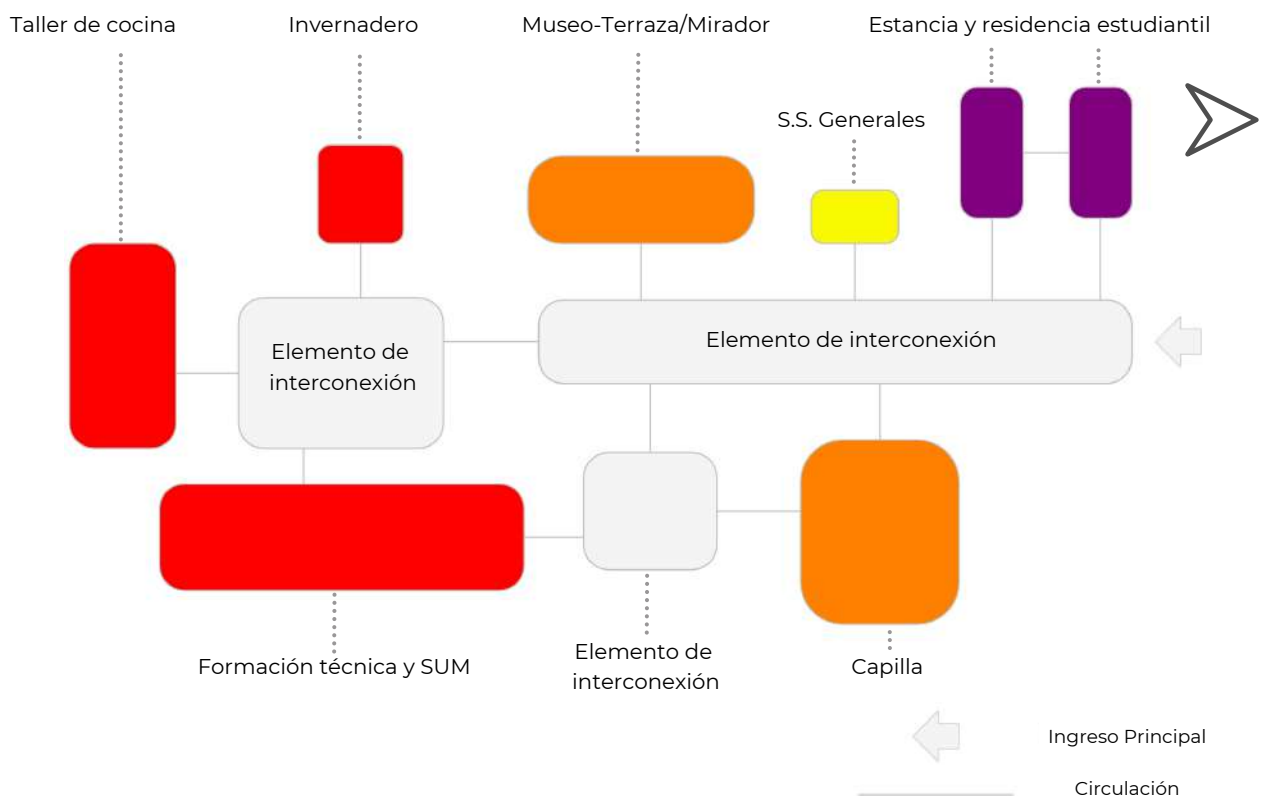 Taller de cocina
Invernadero
Museo-Terraza/Mirador
Estancia y residencia estudiantil
S.S. Generales
Elemento de
interconexión
Elemento de interconexión
Formación técnica y SUM
Elemento de
interconexión
Capilla
Ingreso Principal
Circulación